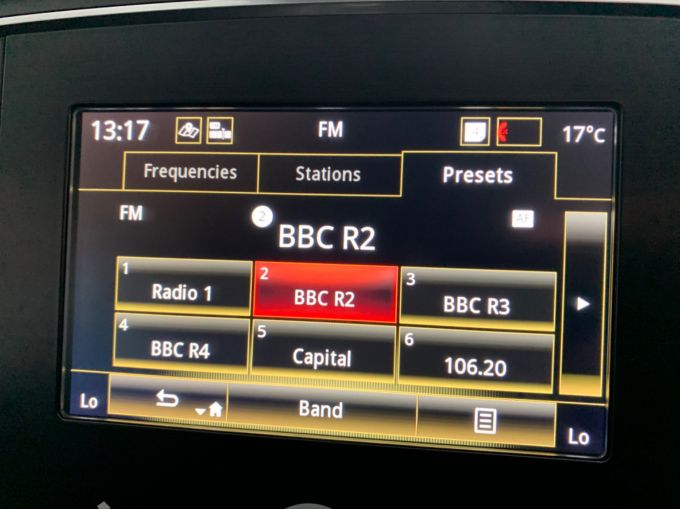 13:17 FM 4 17°C
Frequencies Stations Presets
FM 2 AF
BBC R2
1 Radio 1 2 BBC R2 3 BBC R3
4 BBC R4 5 Capital 6 106.20
Lo Band Lo